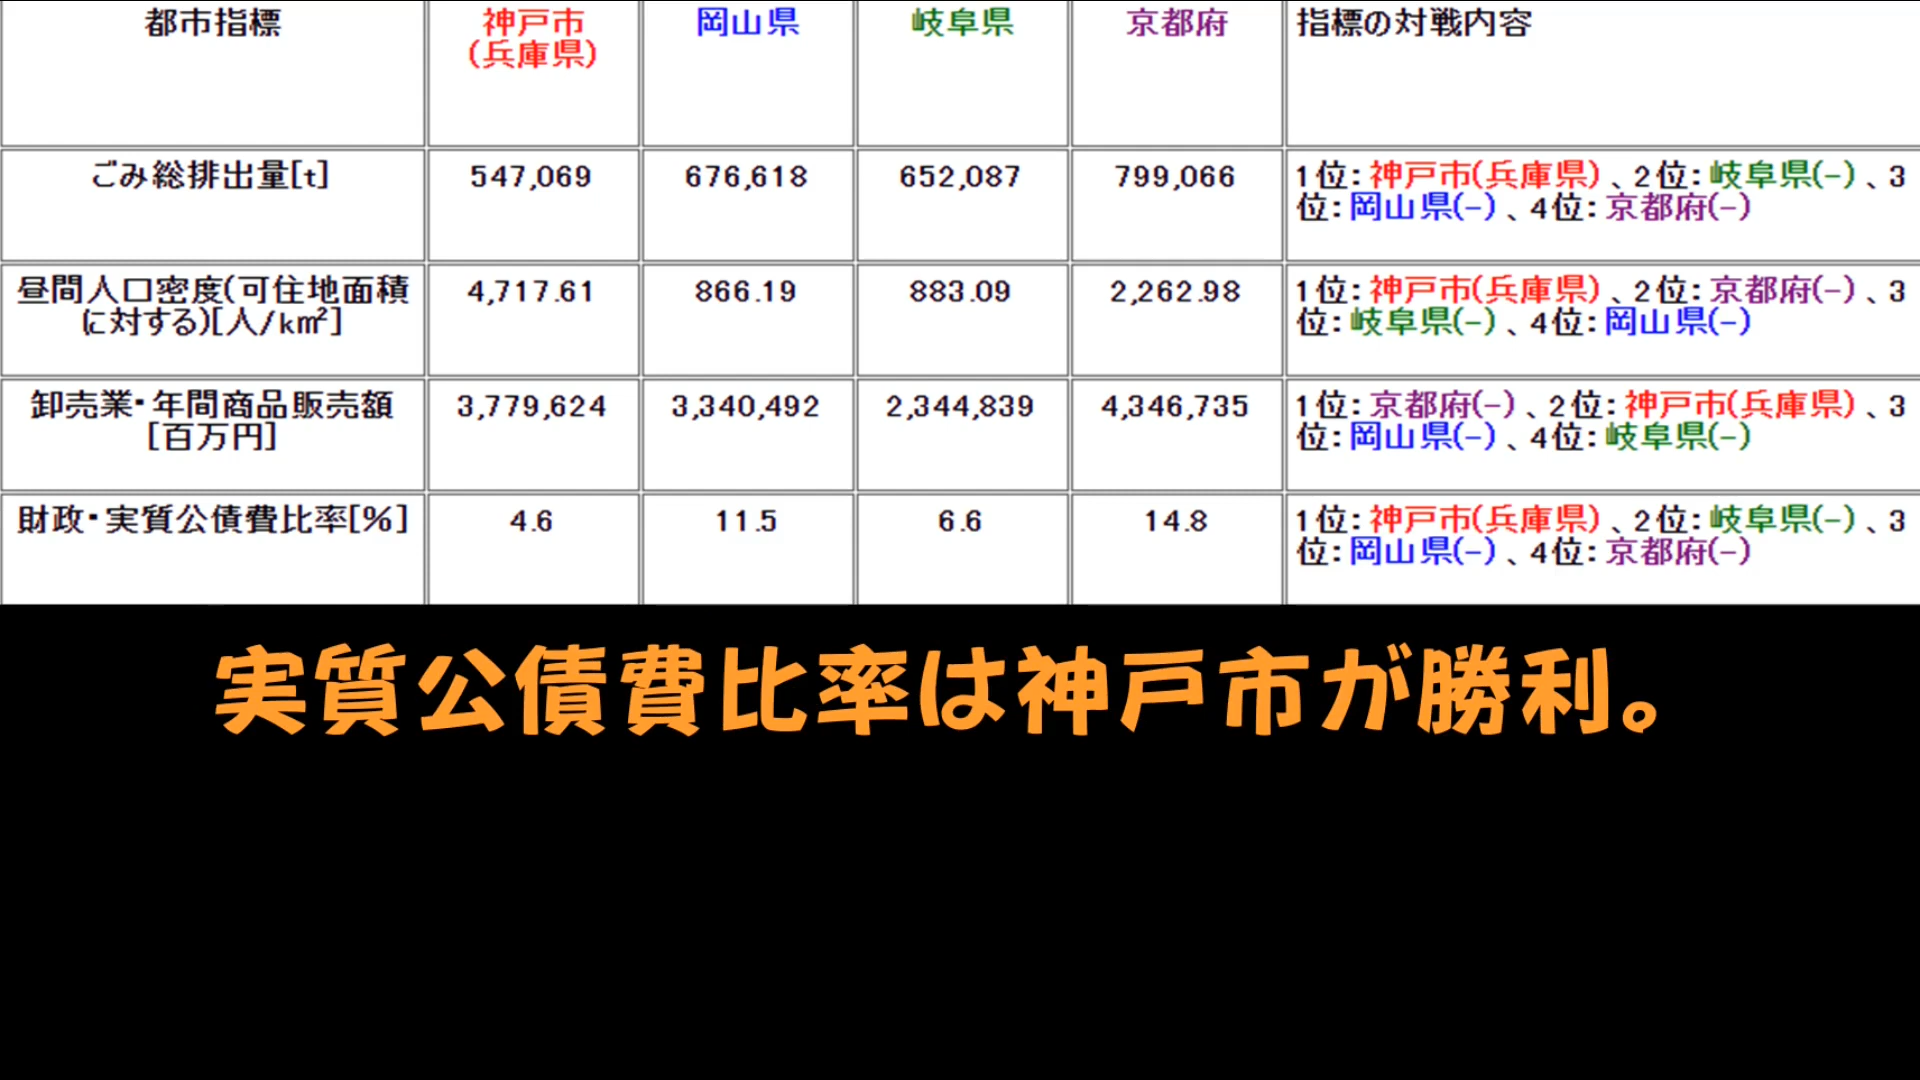 都市指標 神戸市 岡山県 岐阜県 京都府 指標の対戦内容
(兵庫県)
ごみ総排出量[t] 547,069 676,618 652,087 799,066 1位:神戸市(兵庫県)、2位:岐阜県(-)、3
位:岡山県(-)、4位:京都府(-)
昼間人口密度(可住地面積 4,717.61 866.19 883.09 2,262.98 1位:神戸市(兵庫県)、2位:京都府(-)、3
に対する)[人/km²] 位:岐阜県(-)、4位:岡山県(-)
卸売業・年間商品販売額 3,779,624 3,340,492 2,344,839 4,346,735 1位:京都府(-)、2位:神戸市(兵庫県)、3
[百万円] 位:岡山県(-)、4位:岐阜県(-)
財政・実質公債費比率[%] 4.6 11.5 6.6 14.8 1位:神戸市(兵庫県)、2位:岐阜県(-)、3
位:岡山県(-)、4位:京都府(-)
実質公債費比率は神戸市が勝利。